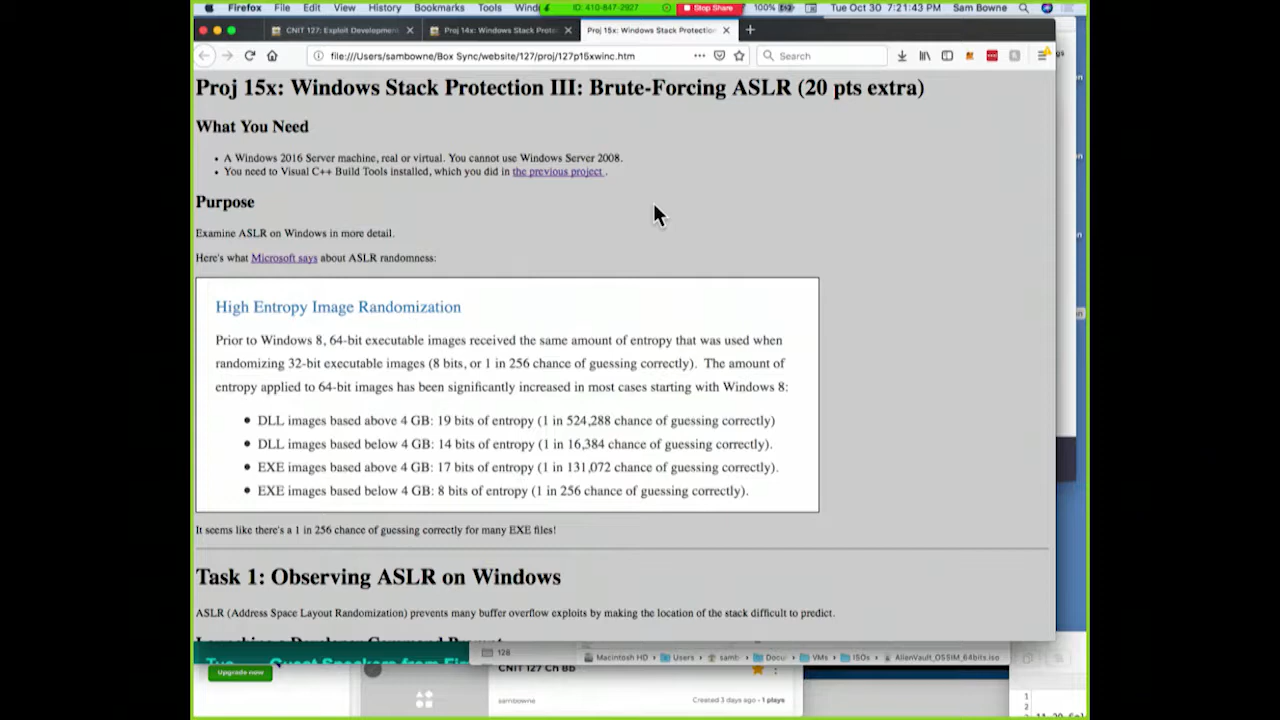 Firefox File Edit View History Bookmarks Tools ID: 410-847-2927 Stop Share 100% Tue Oct 30 7:21:43 PM Sam Bowne
CNIT 127: Exploit Developmen Proj 14x: Windows Stack Prote Proj 15x: Windows Stack Protection
file:///Users/sambowne/Box Sync/website/127/proj/127p15xwinc.htm Search
Proj 15x: Windows Stack Protection III: Brute-Forcing ASLR (20 pts extra)
What You Need
• A Windows 2016 Server machine, real or virtual. You cannot use Windows Server 2008.
• You need to Visual C++ Build Tools installed, which you did in the previous project .
Purpose
Examine ASLR on Windows in more detail.
Here's what Microsoft says about ASLR randomness:
High Entropy Image Randomization
Prior to Windows 8, 64-bit executable images received the same amount of entropy that was used when
randomizing 32-bit executable images (8 bits, or 1 in 256 chance of guessing correctly). The amount of
entropy applied to 64-bit images has been significantly increased in most cases starting with Windows 8:
• DLL images based above 4 GB: 19 bits of entropy (1 in 524,288 chance of guessing correctly)
• DLL images based below 4 GB: 14 bits of entropy (1 in 16,384 chance of guessing correctly).
• EXE images based above 4 GB: 17 bits of entropy (1 in 131,072 chance of guessing correctly).
• EXE images based below 4 GB: 8 bits of entropy (1 in 256 chance of guessing correctly).
It seems like there's a 1 in 256 chance of guessing correctly for many EXE files!
Task 1: Observing ASLR on Windows
ASLR (Address Space Layout Randomization) prevents many buffer overflow exploits by making the location of the stack difficult to predict.
128
Macintosh HD › Users › samb › Docu › VMs › ISOs › AlienVault_OSSIM_64bits.iso
Upgrade now
CNIT 127 Ch 8b
sambowne Created 3 days ago • 1 plays
1
2